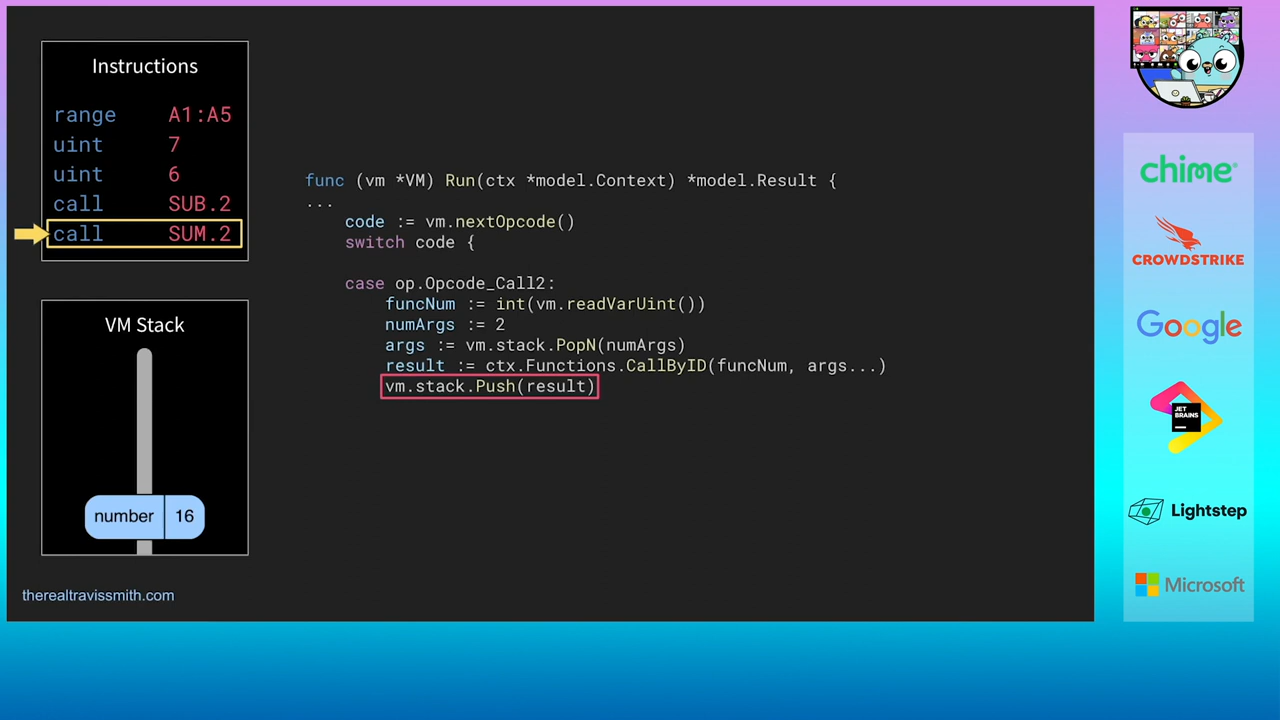 Instructions
range A1:A5
uint 7
uint 6
call SUB.2
call SUM.2
VM Stack
number 16
therealtravissmith.com
func (vm *VM) Run(ctx *model.Context) *model.Result {
...
code := vm.nextOpcode()
switch code {
case op.Opcode_Call2:
funcNum := int(vm.readVarUint())
numArgs := 2
args := vm.stack.PopN(numArgs)
result := ctx.Functions.CallByID(funcNum, args...)
vm.stack.Push(result)
chime®
CROWDSTRIKE
Google
JET
BRAINS
Lightstep
Microsoft